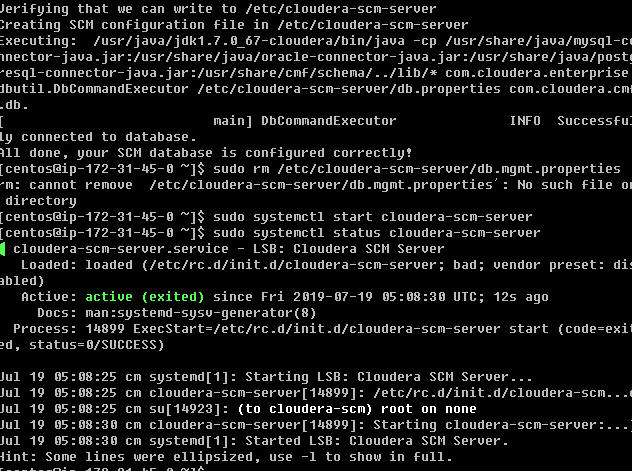 Verifying that we can write to /etc/cloudera-scm-server
Creating SCM configuration file in /etc/cloudera-scm-server
Executing:  /usr/java/jdk1.7.0_67-cloudera/bin/java -cp /usr/share/java/mysql-co
nnector-java.jar:/usr/share/java/oracle-connector-java.jar:/usr/share/java/postg
resql-connector-java.jar:/usr/share/cmf/schema/../lib/* com.cloudera.enterprise.
dbutil.DbCommandExecutor /etc/cloudera-scm-server/db.properties com.cloudera.cmf
.db.
[                          main] DbCommandExecutor              INFO  Successful
ly connected to database.
All done, your SCM database is configured correctly!
[centos@ip-172-31-45-0 ~]$ sudo rm /etc/cloudera-scm-server/db.mgmt.properties
rm: cannot remove  /etc/cloudera-scm-server/db.mgmt.properties´: No such file or
 directory
[centos@ip-172-31-45-0 ~]$ sudo systemctl start cloudera-scm-server
[centos@ip-172-31-45-0 ~]$ sudo systemctl status cloudera-scm-server
cloudera-scm-server.service - LSB: Cloudera SCM Server
   Loaded: loaded (/etc/rc.d/init.d/cloudera-scm-server; bad; vendor preset: dis
abled)
   Active: active (exited) since Fri 2019-07-19 05:08:30 UTC; 12s ago
     Docs: man:systemd-sysv-generator(8)
  Process: 14899 ExecStart=/etc/rc.d/init.d/cloudera-scm-server start (code=exit
ed, status=0/SUCCESS)
Jul 19 05:08:25 cm systemd[1]: Starting LSB: Cloudera SCM Server...
Jul 19 05:08:25 cm cloudera-scm-server[14899]: /etc/rc.d/init.d/cloudera-scm...d
Jul 19 05:08:25 cm su[14923]: (to cloudera-scm) root on none
Jul 19 05:08:30 cm cloudera-scm-server[14899]: Starting cloudera-scm-server:...]
Jul 19 05:08:30 cm systemd[1]: Started LSB: Cloudera SCM Server.
Hint: Some lines were ellipsized, use -l to show in full.
[centos@ip-172-31-45-0 ~]$